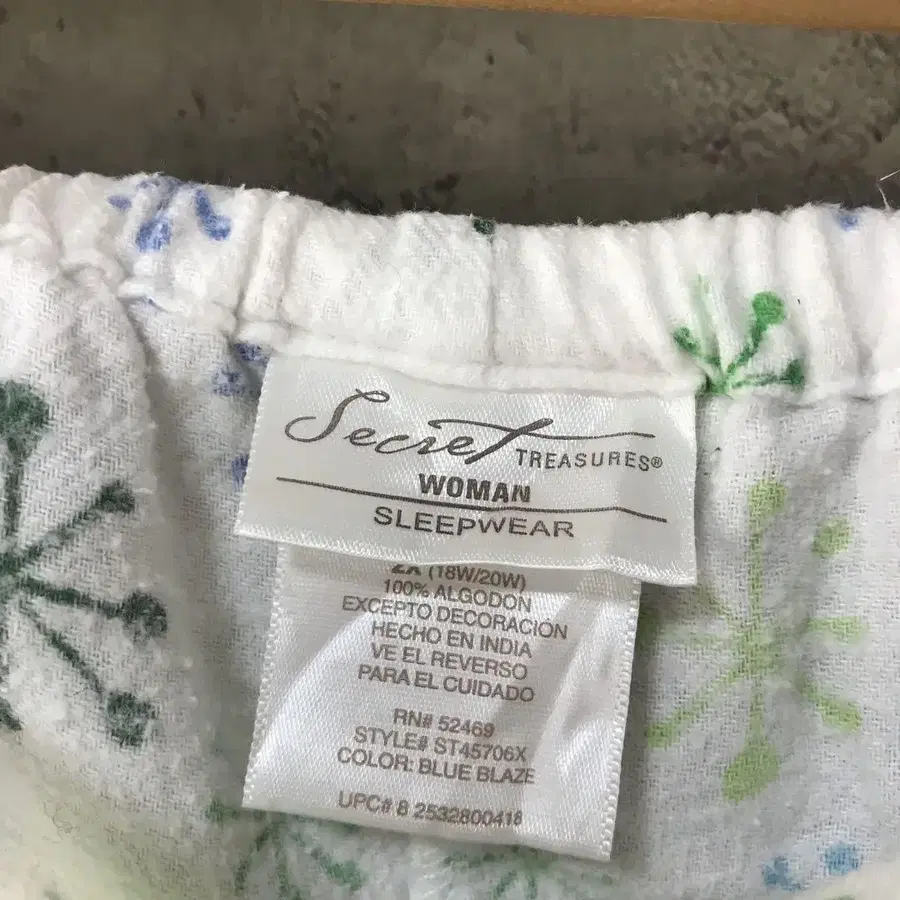 Secret TREASURES®
WOMAN
SLEEPWEAR
2X (18W/20W)
100% ALGODON
EXCEPTO DECORACION
HECHO EN INDIA
VE EL REVERSO
PARA EL CUIDADO
RN# 52469
STYLE# ST45706X
COLOR: BLUE BLAZE
UPC# 8 2532800418